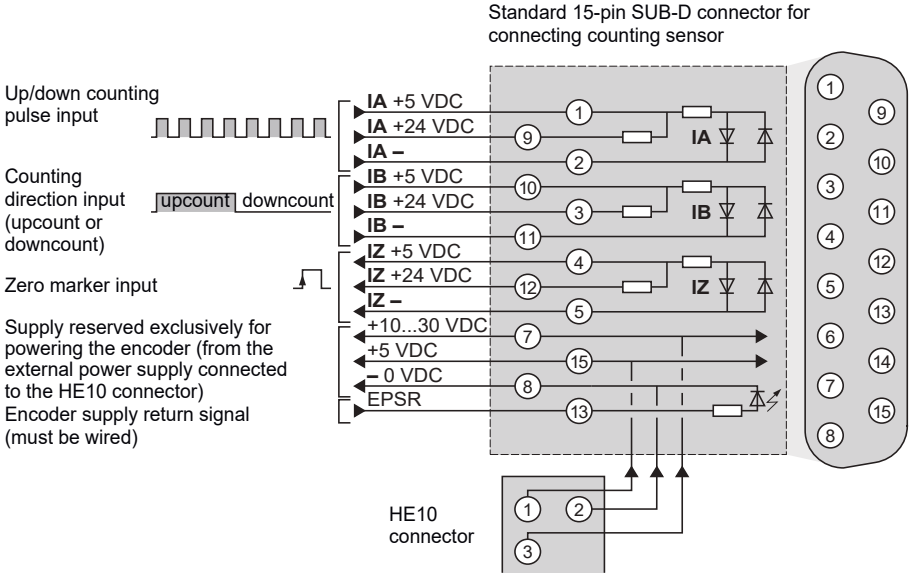 Standard 15-pin SUB-D connector for
connecting counting sensor
Up/down counting
pulse input
IA +5 VDC
1
IA +24 VDC
9
IA –
2
IA
Counting
direction input
(upcount or
downcount)
upcount downcount
IB +5 VDC
10
IB +24 VDC
3
IB –
11
IB
Zero marker input
IZ +5 VDC
4
IZ +24 VDC
12
IZ –
5
IZ
Supply reserved exclusively for
powering the encoder (from the
external power supply connected
to the HE10 connector)
+10...30 VDC
7
+5 VDC
15
– 0 VDC
8
Encoder supply return signal
(must be wired)
EPSR
13
HE10
connector
1
2
3
1
9
2
10
3
11
4
12
5
13
6
14
7
15
8